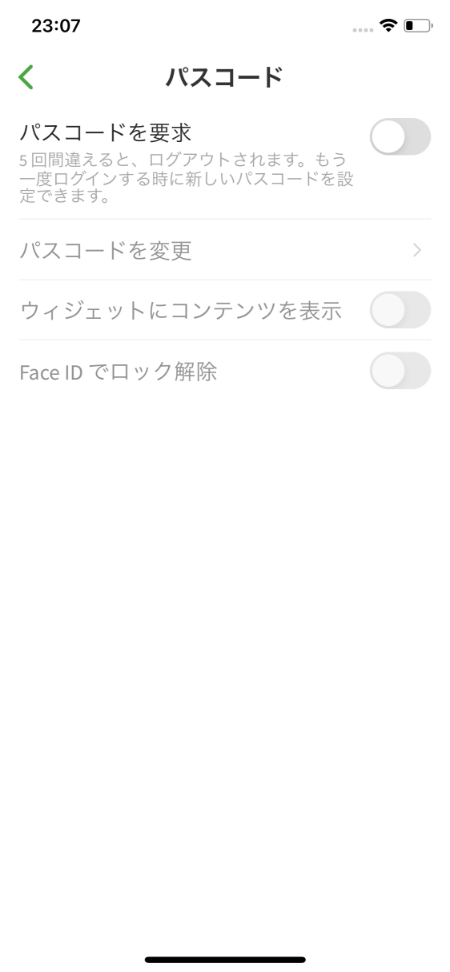 23:07
パスコード
パスコードを要求
5 回間違えると、ログアウトされます。もう
一度ログインする時に新しいパスコードを設
定できます。
パスコードを変更
ウィジェットにコンテンツを表示
Face ID でロック解除